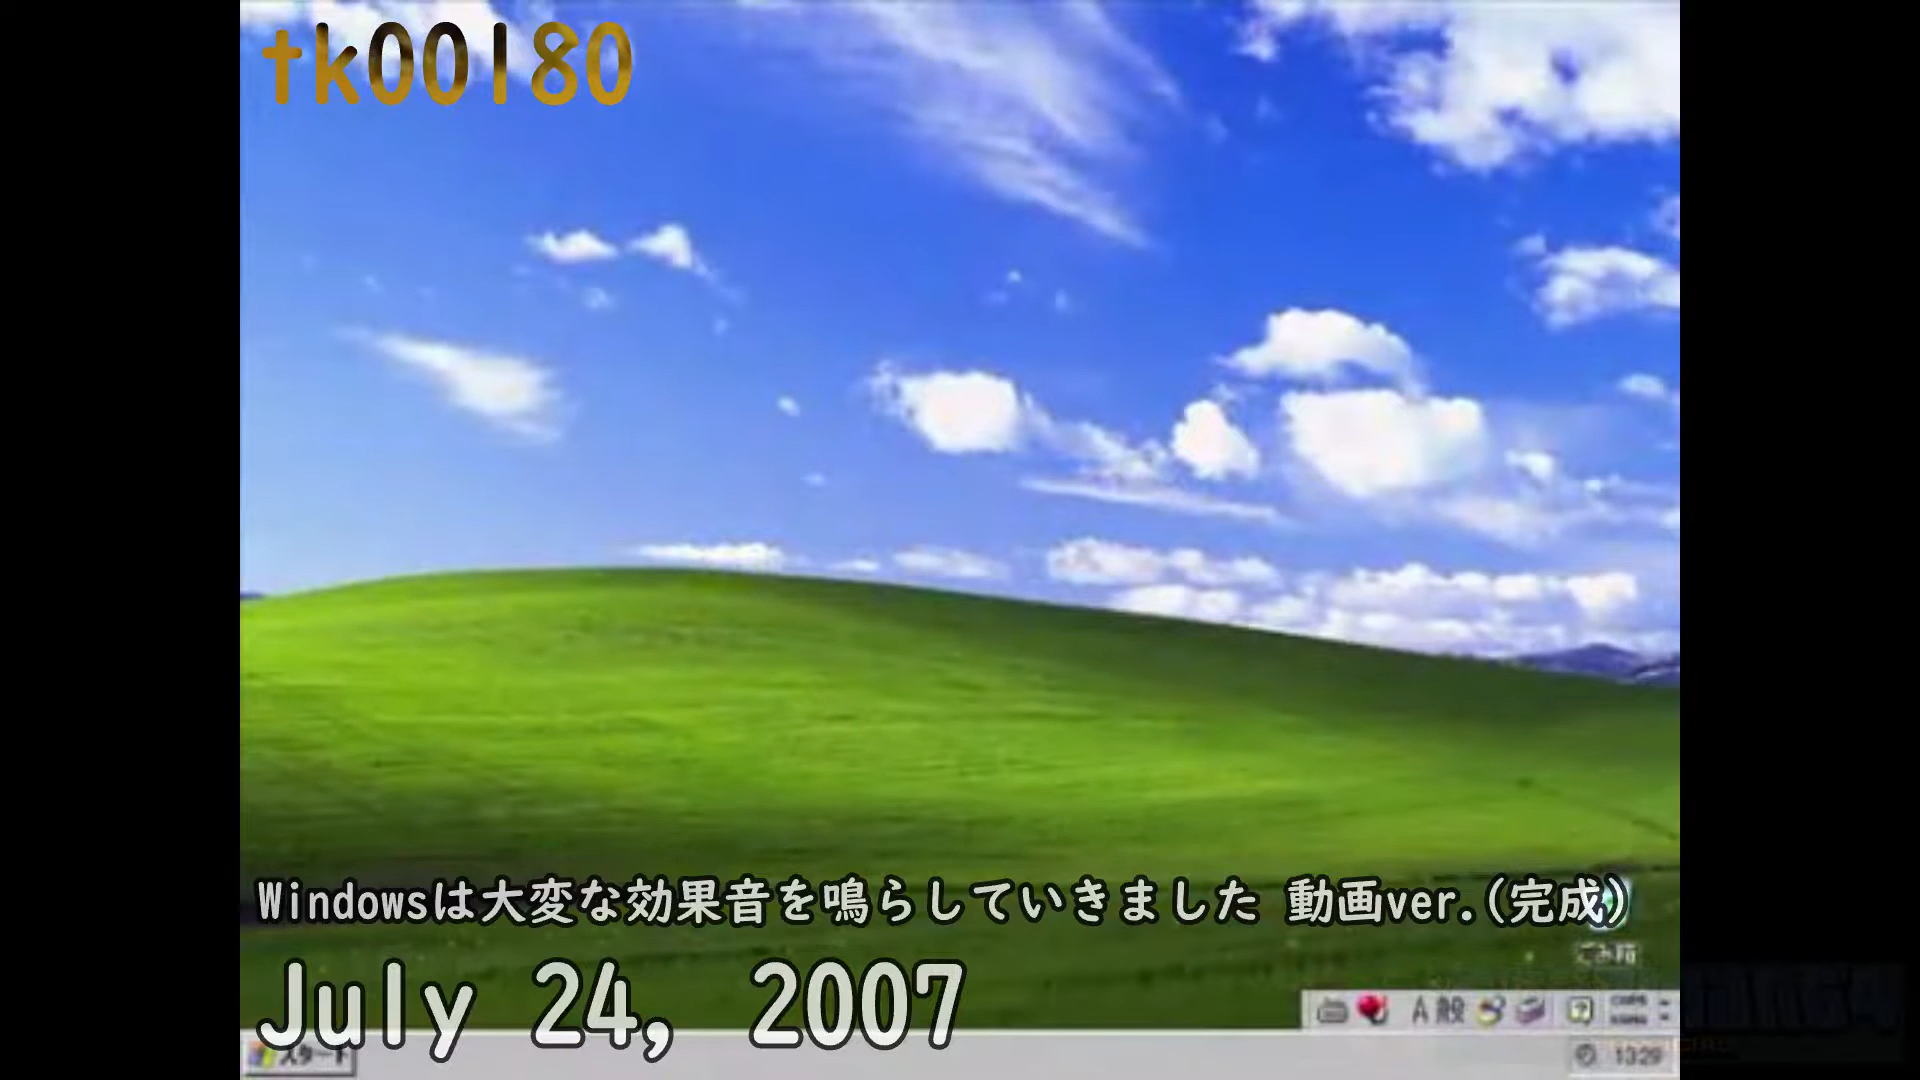 tk00180
Windowsは大変な効果音を鳴らしていきました 動画ver.(完成)
ごみ箱
July 24, 2007
A 般
CAPS
KANA
スタート
13:29